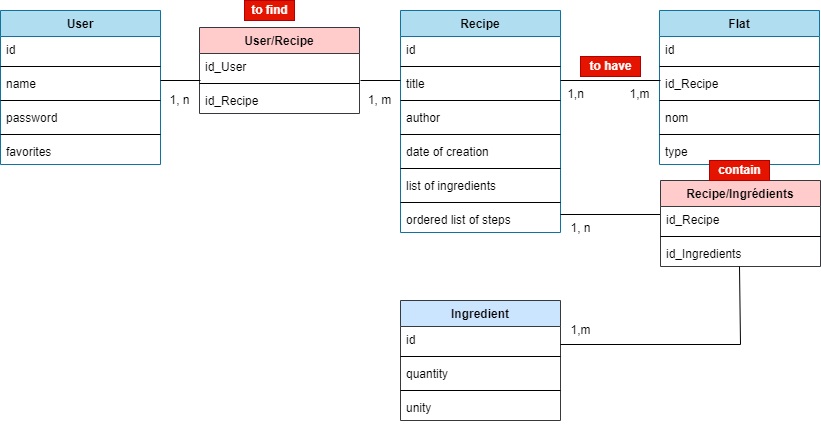 to find
User
id
name
password
favorites
1, n
User/Recipe
id_User
id_Recipe
1, m
Recipe
id
title
author
date of creation
list of ingredients
ordered list of steps
to have
1,n
1,m
Flat
id
id_Recipe
nom
type
contain
Recipe/Ingrédients
id_Recipe
id_Ingredients
1, n
Ingredient
id
quantity
unity
1,m